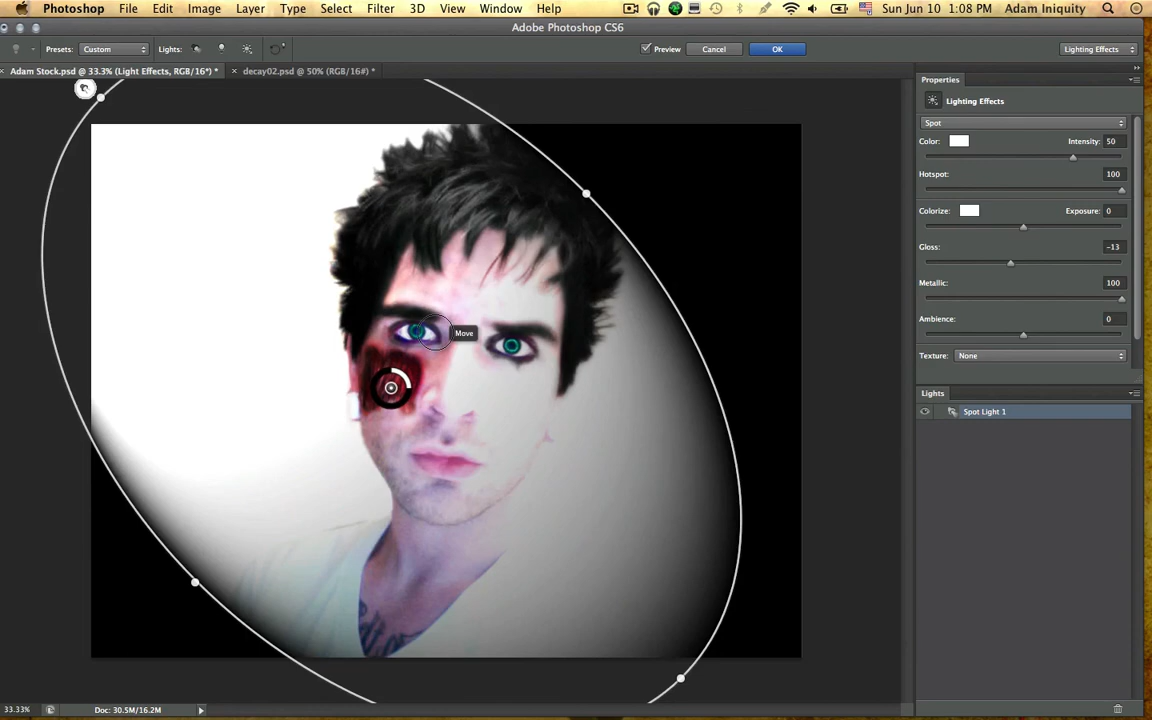 Photoshop File Edit Image Layer Type Select Filter 3D View Window Help Sun Jun 10 1:08 PM Adam Iniquity
Adobe Photoshop CS6
Presets: Custom Lights: Preview Cancel OK Lighting Effects
Adam Stock.psd @ 33.3% (Light Effects, RGB/16*) * decay02.psd @ 50% (RGB/16#) *
Properties
Lighting Effects
Spot
Color: Intensity: 50
Hotspot: 100
Colorize: Exposure: 0
Gloss: -13
Metallic: 100
Ambience: 0
Texture: None
Move
Lights
Spot Light 1
33.33% Doc: 30.5M/16.2M